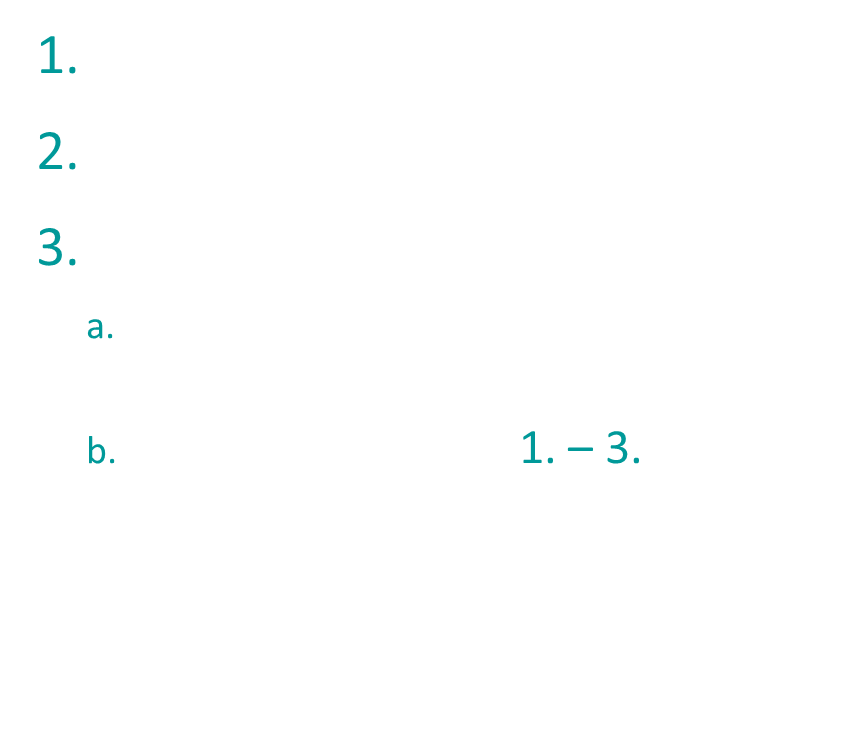 1.
2.
3.
a.
b. 1. – 3.